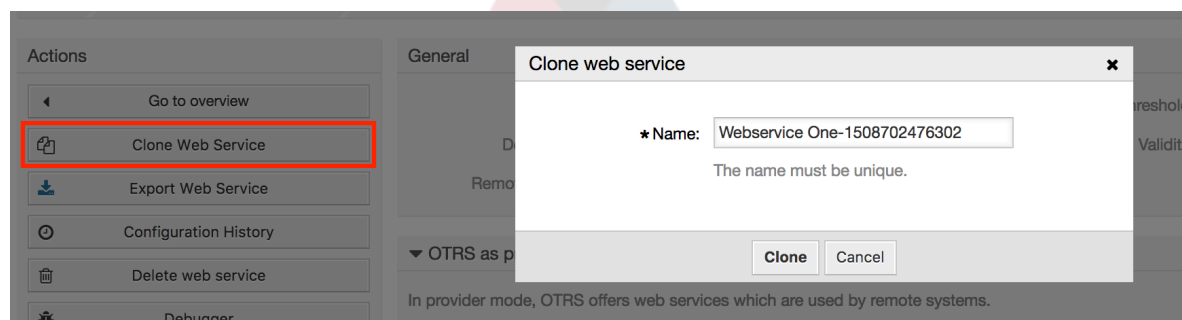 Actions
Go to overview
Clone Web Service
Export Web Service
Configuration History
Delete web service
Debugger
General
Clone web service
* Name: Webservice One-1508702476302
The name must be unique.
Clone Cancel
OTRS as p
In provider mode, OTRS offers web services which are used by remote systems.